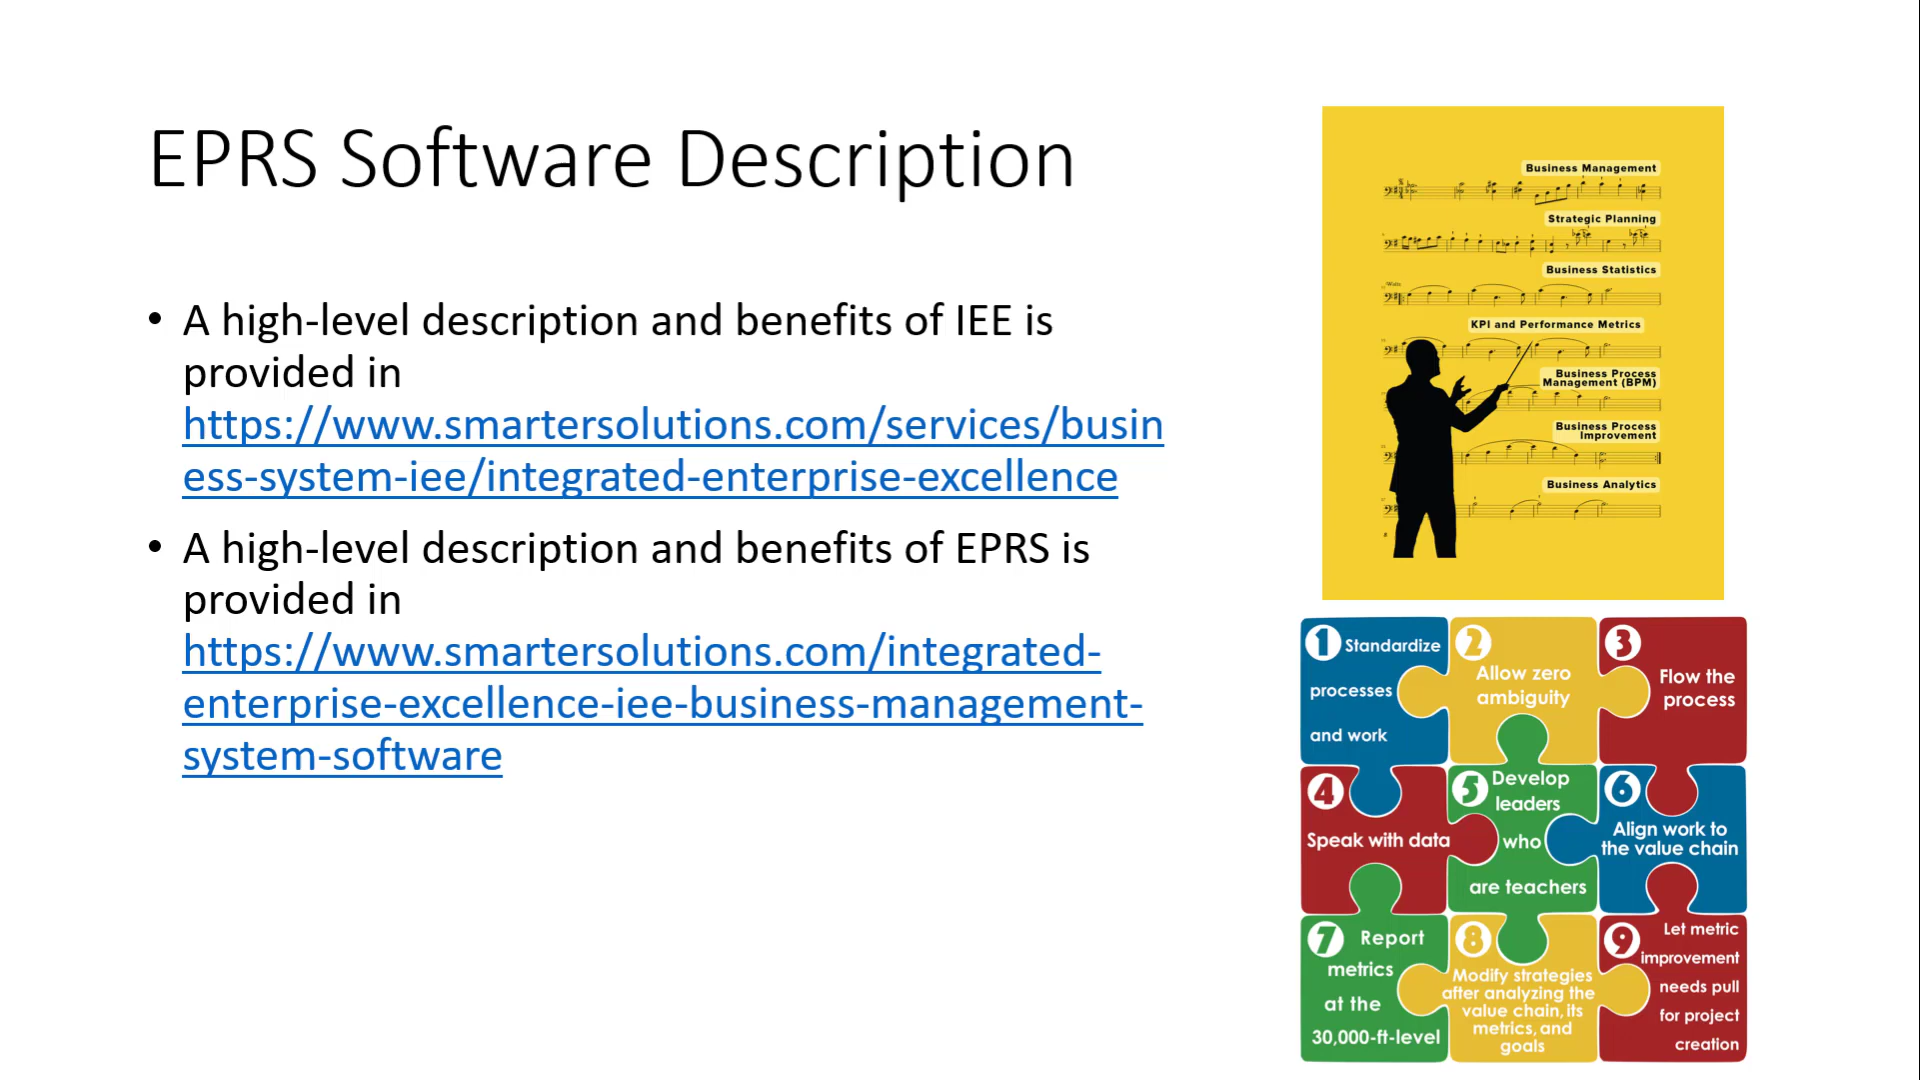 EPRS Software Description
• A high-level description and benefits of IEE is
provided in
https://www.smartersolutions.com/services/busin
ess-system-iee/integrated-enterprise-excellence
• A high-level description and benefits of EPRS is
provided in
https://www.smartersolutions.com/integrated-
enterprise-excellence-iee-business-management-
system-software
Business Management
Strategic Planning
Business Statistics
KPI and Performance Metrics
Business Process
Management (BPM)
Business Process
Improvement
Business Analytics
1 Standardize
processes
and work
2
Allow zero
ambiguity
3
Flow the
process
4
Speak with data
5 Develop
leaders
who
are teachers
6
Align work to
the value chain
7 Report
metrics
at the
30,000-ft-level
8
Modify strategies
after analyzing the
value chain, its
metrics, and
goals
9 Let metric
improvement
needs pull
for project
creation